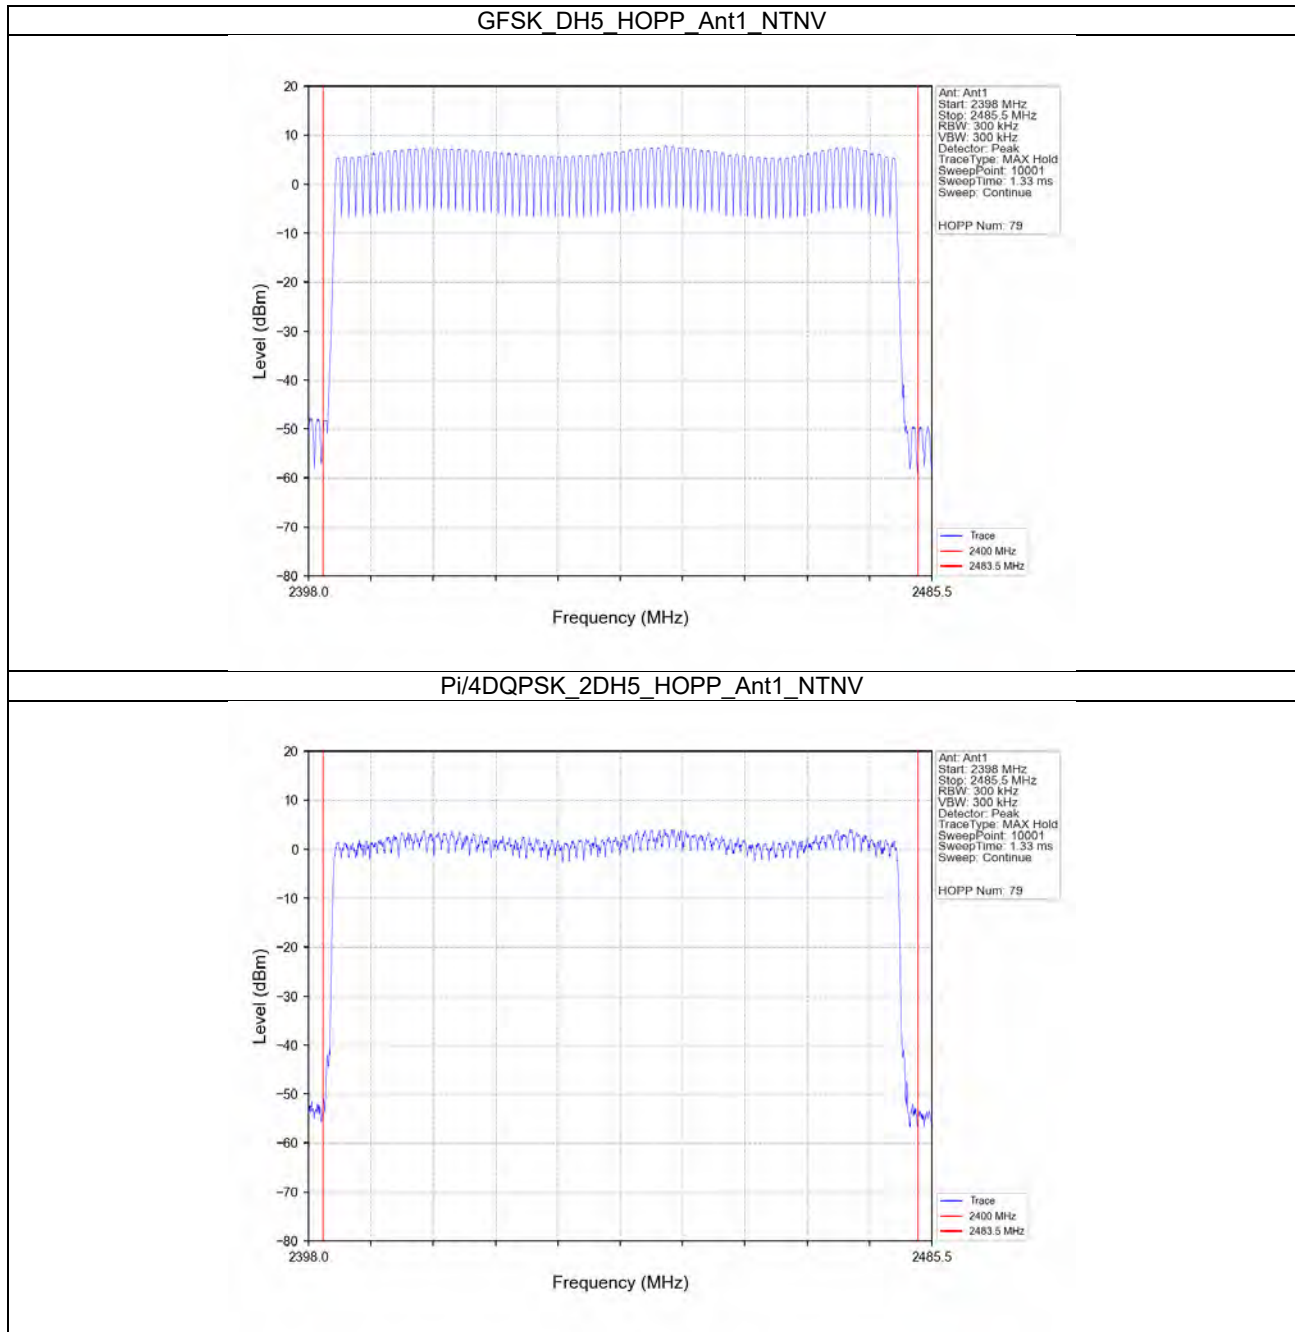 GFSK_DH5_HOPP_Ant1_NTNV
20
10
0
−10
−20
−30
−40
−50
−60
−70
−80
Level (dBm)
2398.0
2485.5
Frequency (MHz)
Ant: Ant1
Start: 2398 MHz
Stop: 2485.5 MHz
RBW: 300 kHz
VBW: 300 kHz
Detector: Peak
TraceType: MAX Hold
SweepPoint: 10001
SweepTime: 1.33 ms
Sweep: Continue
HOPP Num: 79
Trace
2400 MHz
2483.5 MHz
Pi/4DQPSK_2DH5_HOPP_Ant1_NTNV
20
10
0
−10
−20
−30
−40
−50
−60
−70
−80
Level (dBm)
2398.0
2485.5
Frequency (MHz)
Ant: Ant1
Start: 2398 MHz
Stop: 2485.5 MHz
RBW: 300 kHz
VBW: 300 kHz
Detector: Peak
TraceType: MAX Hold
SweepPoint: 10001
SweepTime: 1.33 ms
Sweep: Continue
HOPP Num: 79
Trace
2400 MHz
2483.5 MHz